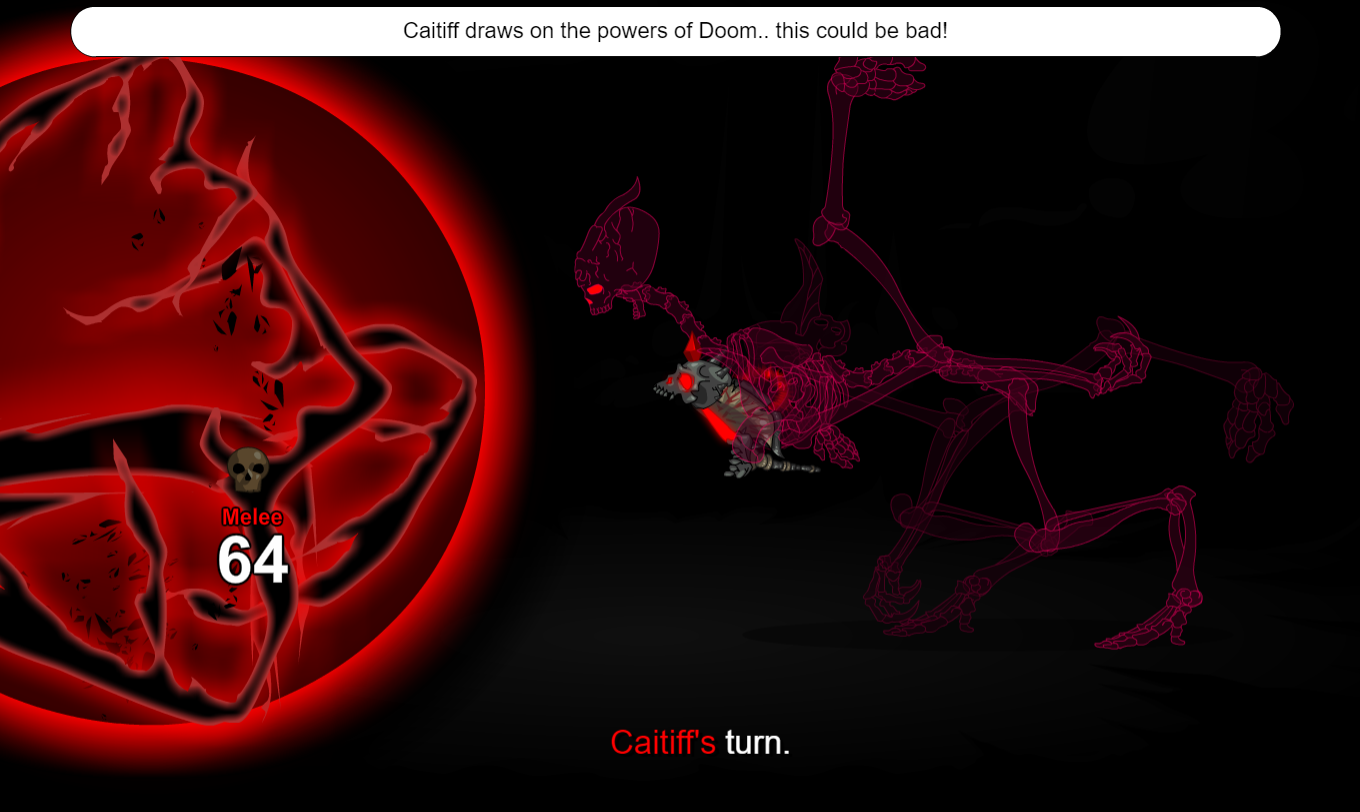 Caitiff draws on the powers of Doom.. this could be bad!
Melee
64
Caitiff's turn.